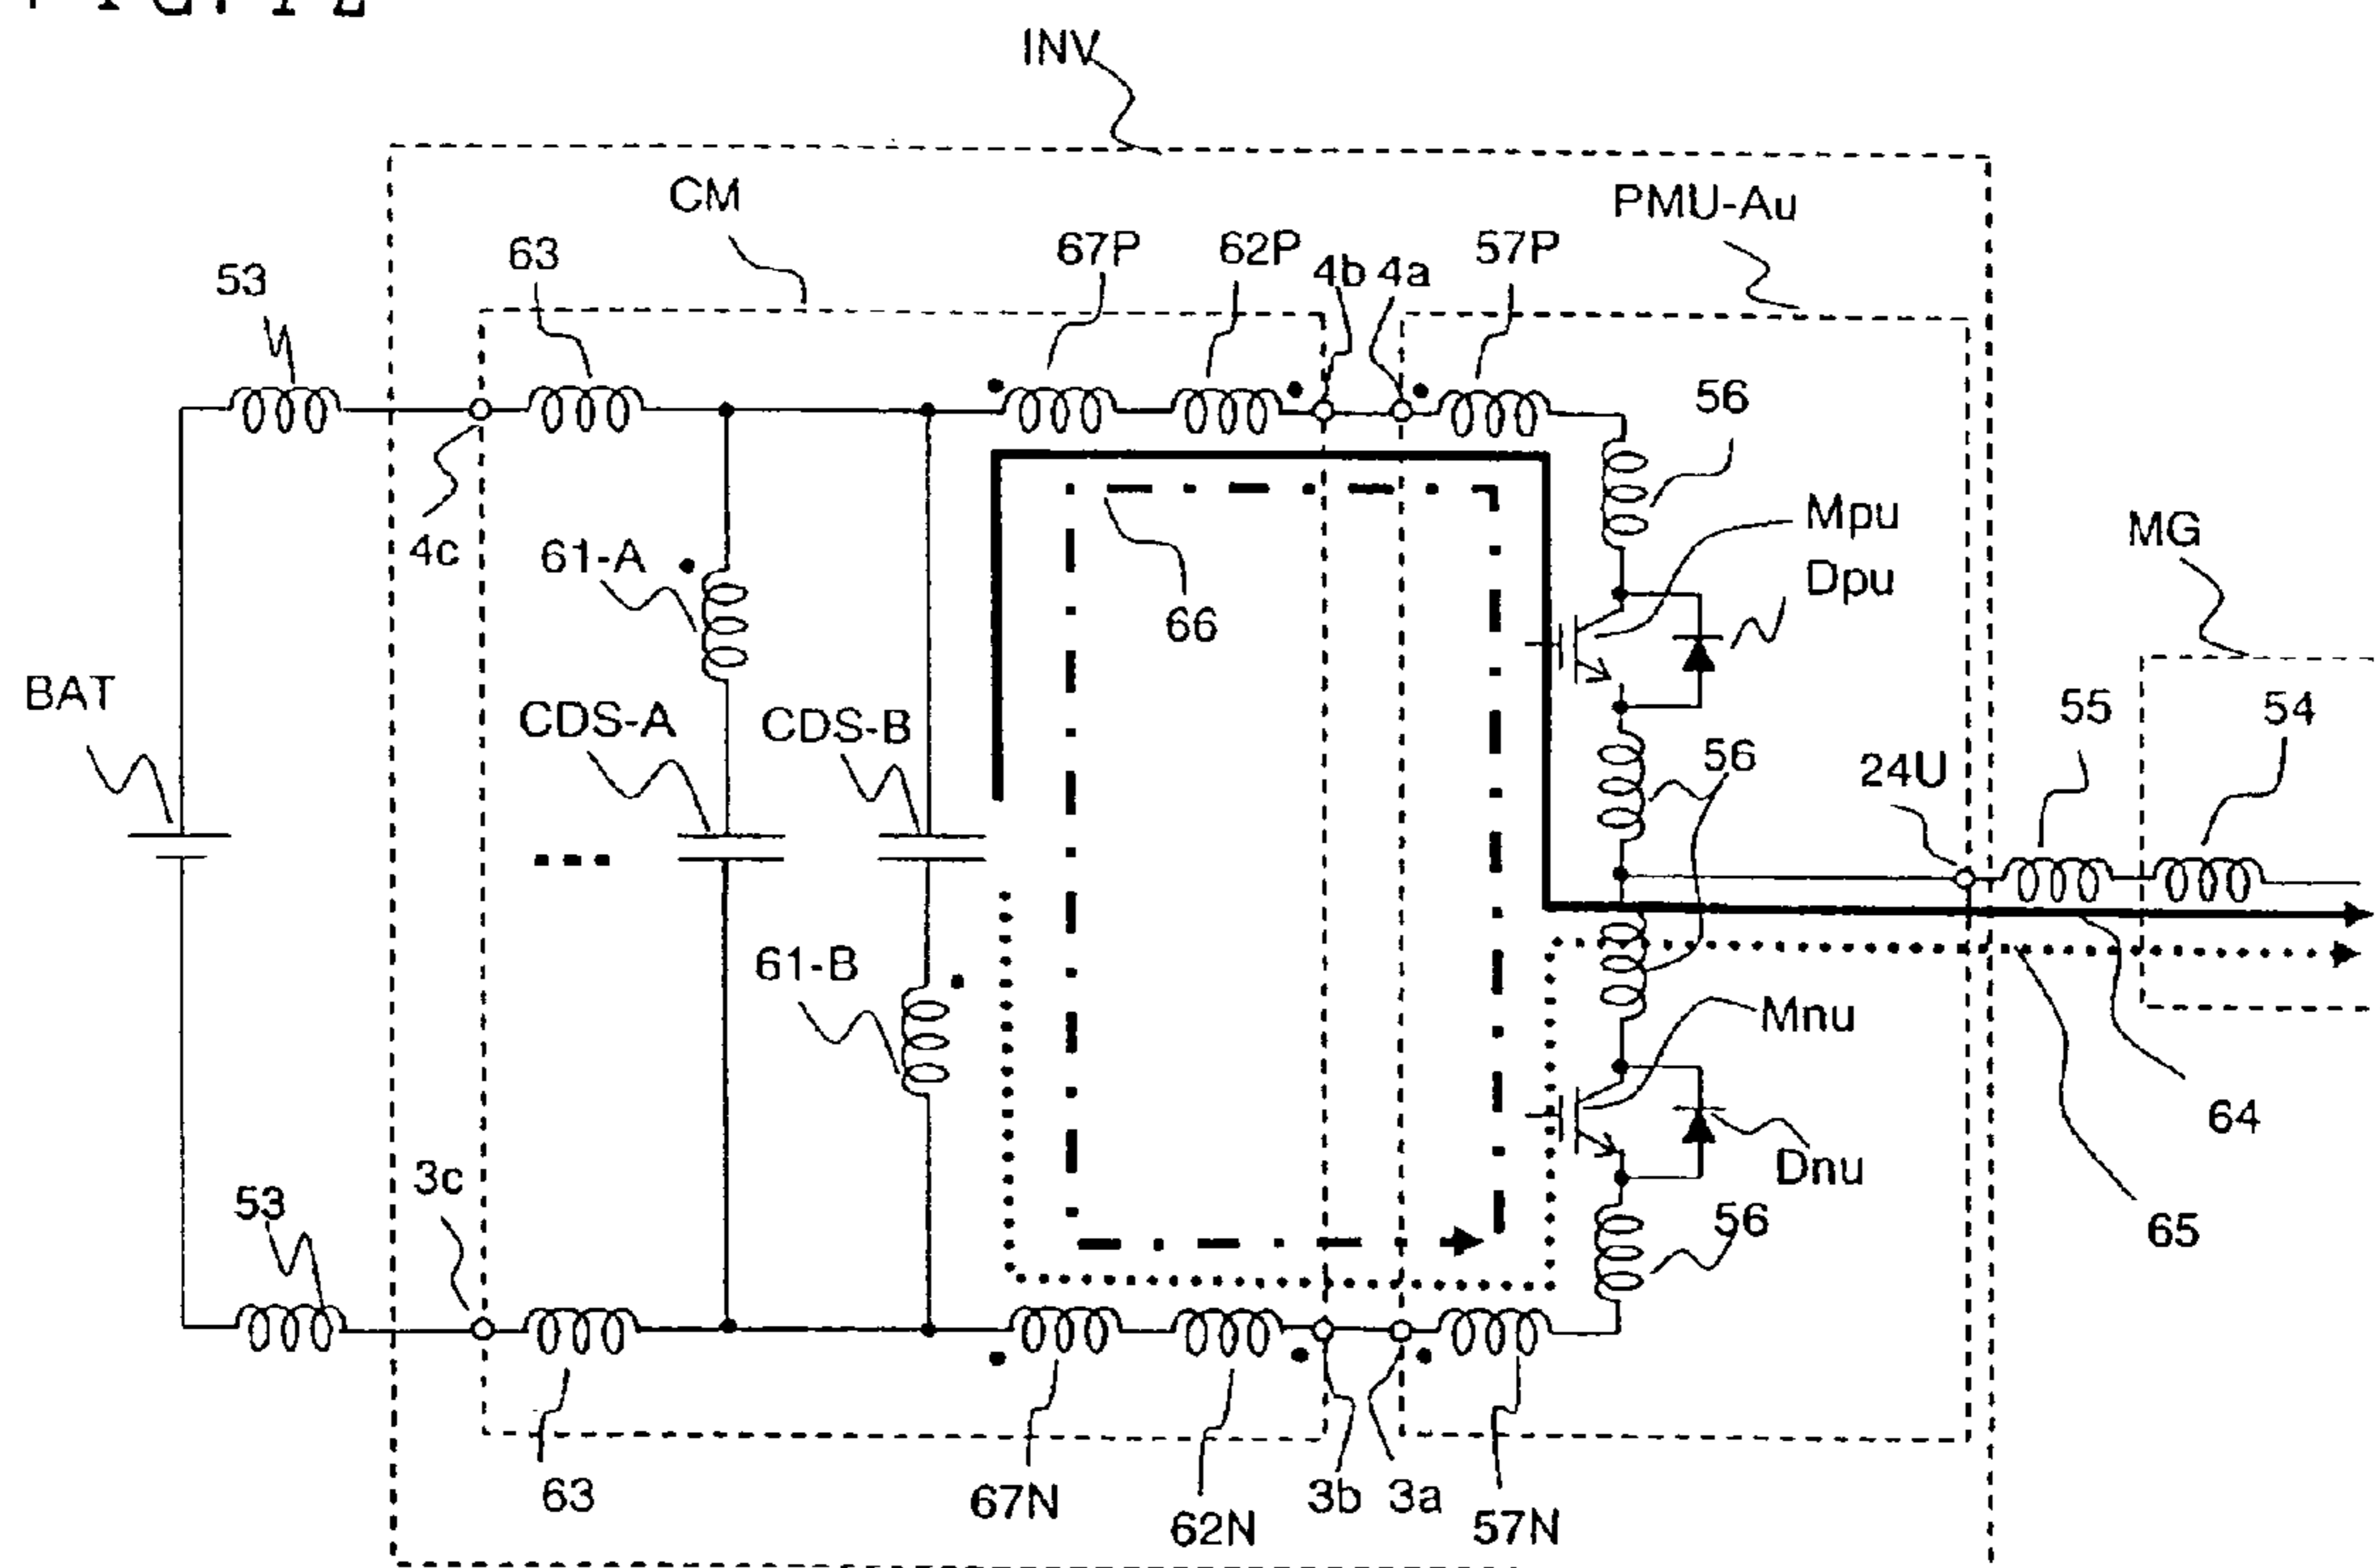 INV
CM
PMU-Au
63
67P
62P
4b
4a
57P
53
56
Mpu
Dpu
MG
4c
61-A
66
BAT
CDS-A
CDS-B
56
55
54
24U
61-B
Mnu
64
Dnu
65
53
3c
56
63
67N
62N
3b
3a
57N